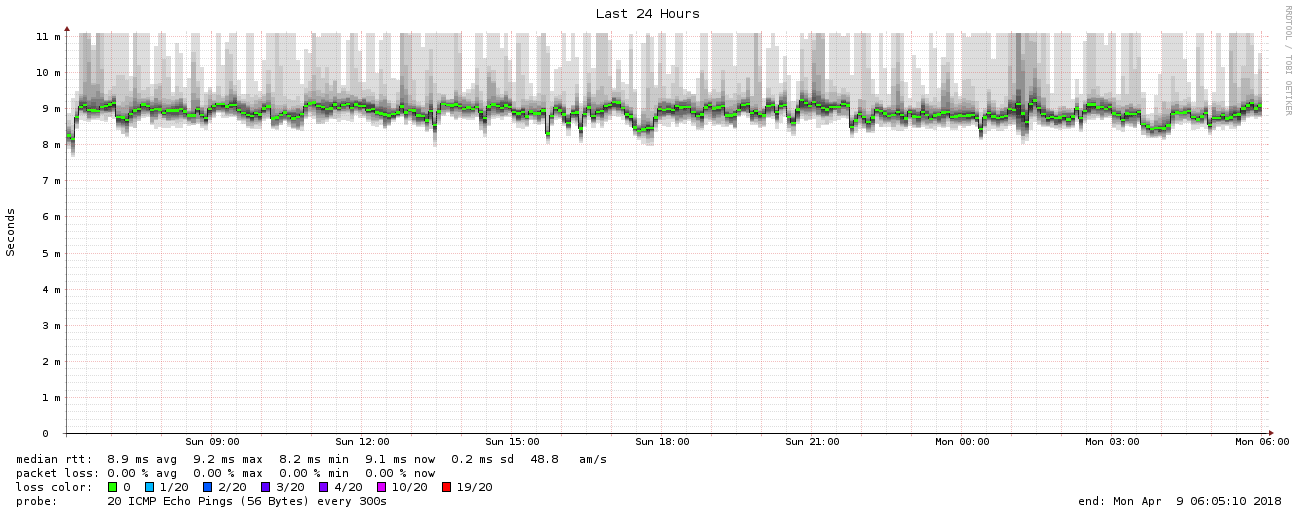 Last 24 Hours
RRDTOOL / TOBI OETIKER
Seconds
11 m
10 m
9 m
8 m
7 m
6 m
5 m
4 m
3 m
2 m
1 m
0
Sun 09:00 Sun 12:00 Sun 15:00 Sun 18:00 Sun 21:00 Mon 00:00 Mon 03:00 Mon 06:00
median rtt: 8.9 ms avg 9.2 ms max 8.2 ms min 9.1 ms now 0.2 ms sd 48.8 am/s
packet loss: 0.00 % avg 0.00 % max 0.00 % min 0.00 % now
loss color: 0 1/20 2/20 3/20 4/20 10/20 19/20
probe: 20 ICMP Echo Pings (56 Bytes) every 300s end: Mon Apr 9 06:05:10 2018